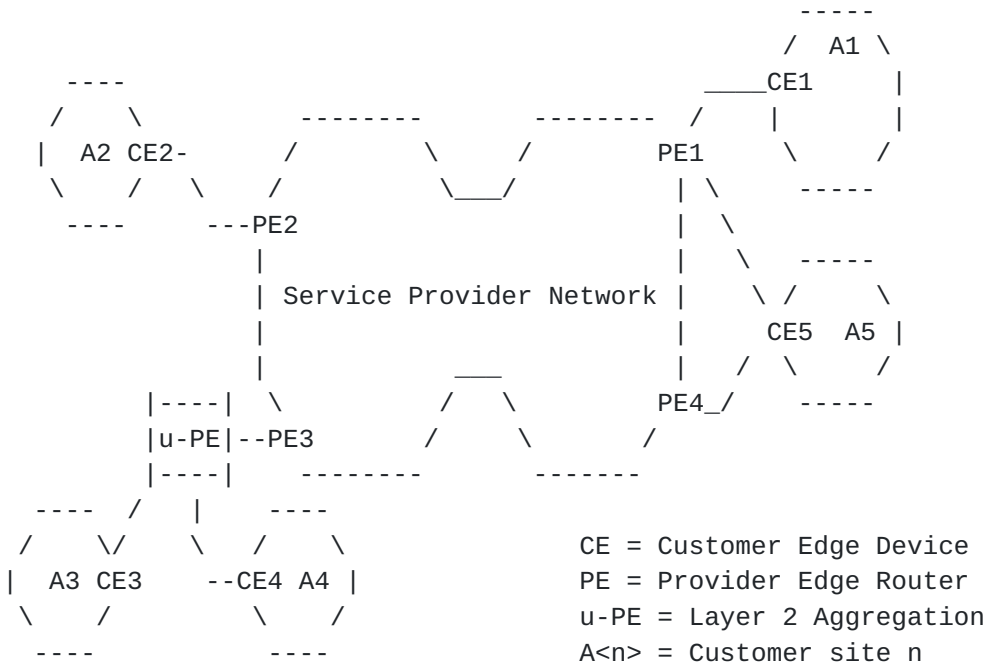 A1
CE1
A2 CE2-
PE1
PE2
Service Provider Network
CE5 A5
PE4
u-PE --PE3
A3 CE3 --CE4 A4
CE = Customer Edge Device
PE = Provider Edge Router
u-PE = Layer 2 Aggregation
A<n> = Customer site n